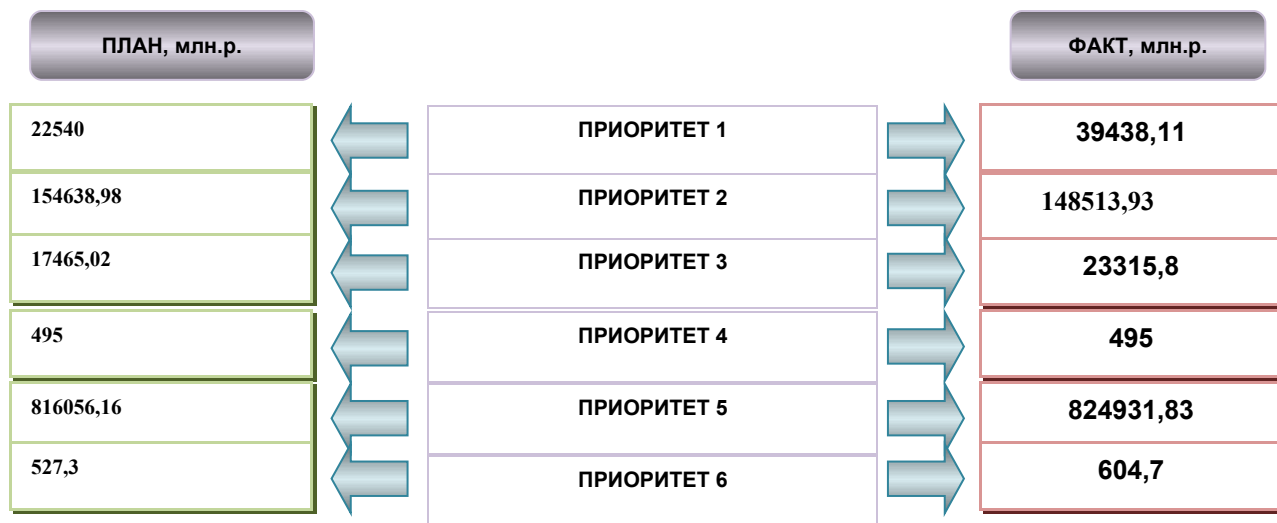 ПЛАН, млн.р.
ФАКТ, млн.р.
22540
ПРИОРИТЕТ 1
39438,11
154638,98
ПРИОРИТЕТ 2
148513,93
17465,02
ПРИОРИТЕТ 3
23315,8
495
ПРИОРИТЕТ 4
495
816056,16
ПРИОРИТЕТ 5
824931,83
527,3
ПРИОРИТЕТ 6
604,7